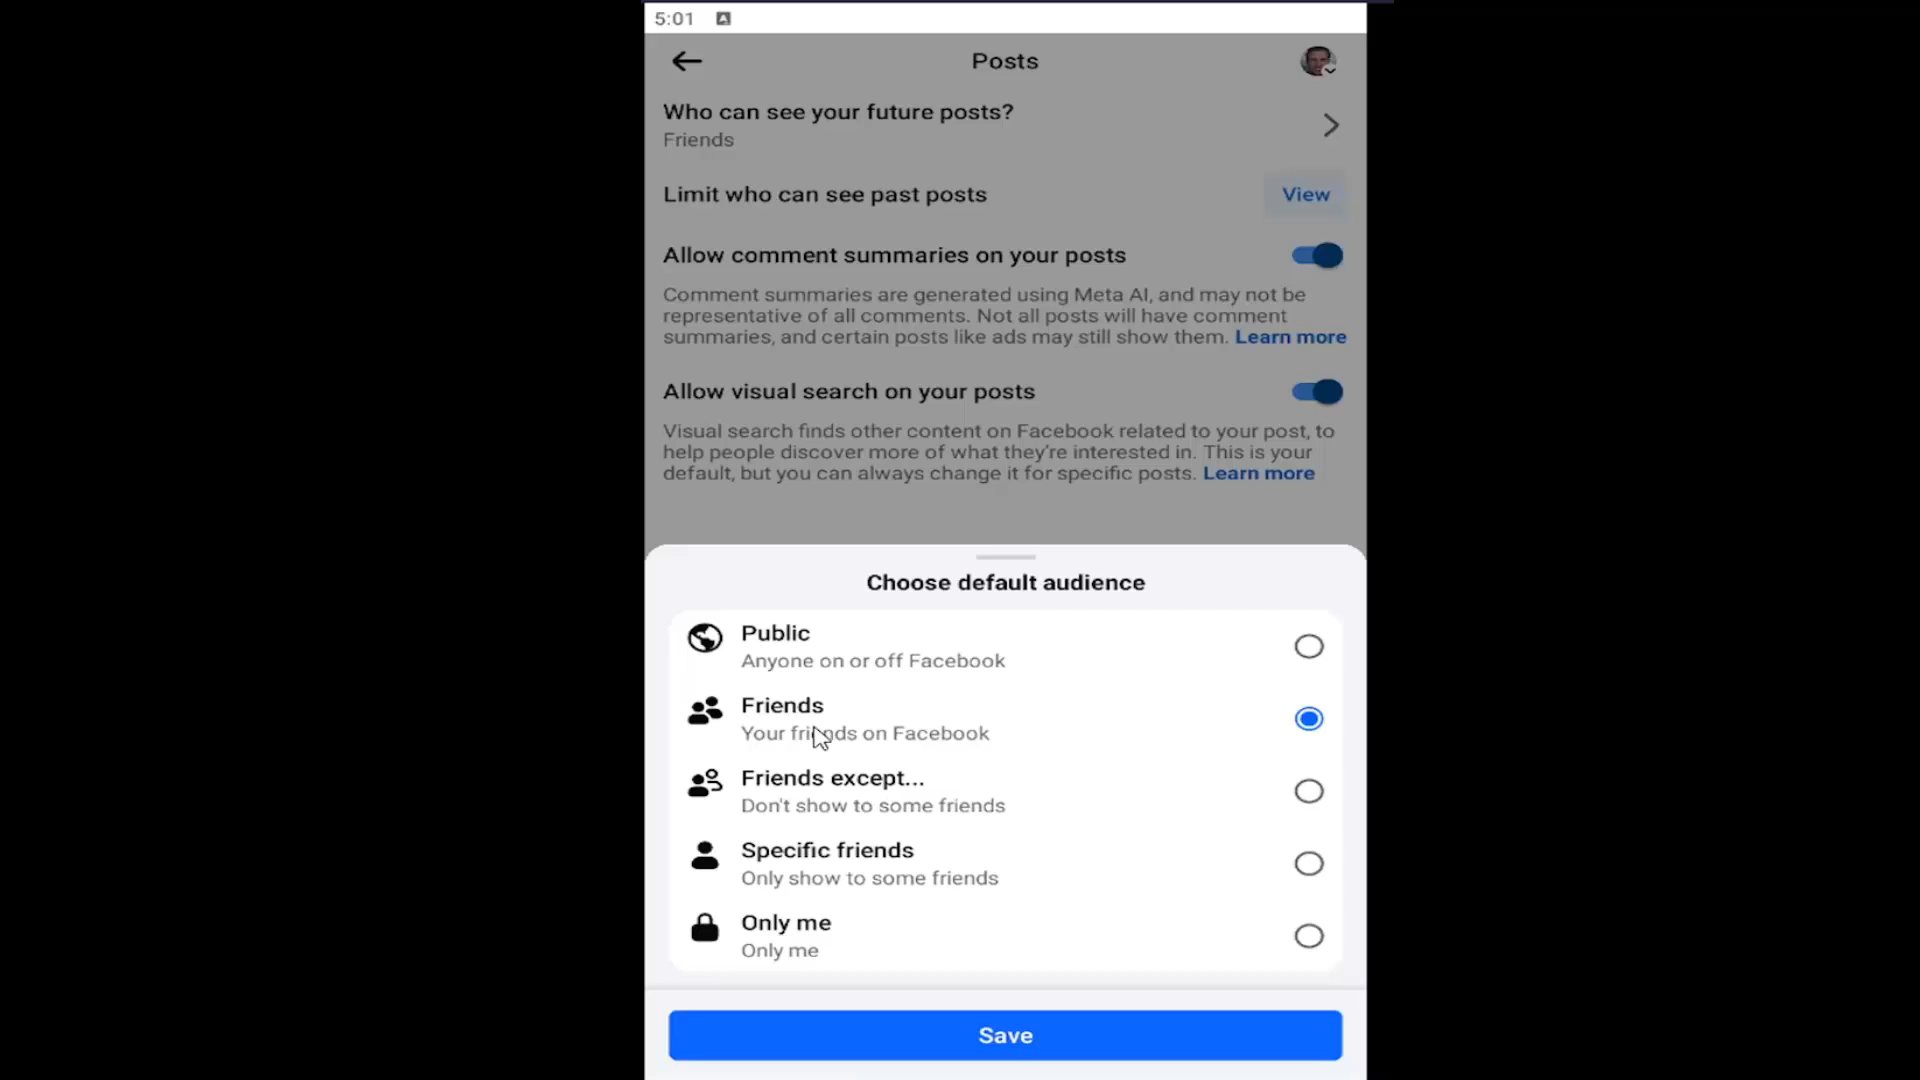 5:01 A
Posts
Who can see your future posts?
Friends
Limit who can see past posts
View
Allow comment summaries on your posts
Comment summaries are generated using Meta AI, and may not be
representative of all comments. Not all posts will have comment
summaries, and certain posts like ads may still show them. Learn more
Allow visual search on your posts
Visual search finds other content on Facebook related to your post, to
help people discover more of what they're interested in. This is your
default, but you can always change it for specific posts. Learn more
Choose default audience
Public
Anyone on or off Facebook
Friends
Your friends on Facebook
Friends except...
Don't show to some friends
Specific friends
Only show to some friends
Only me
Only me
Save